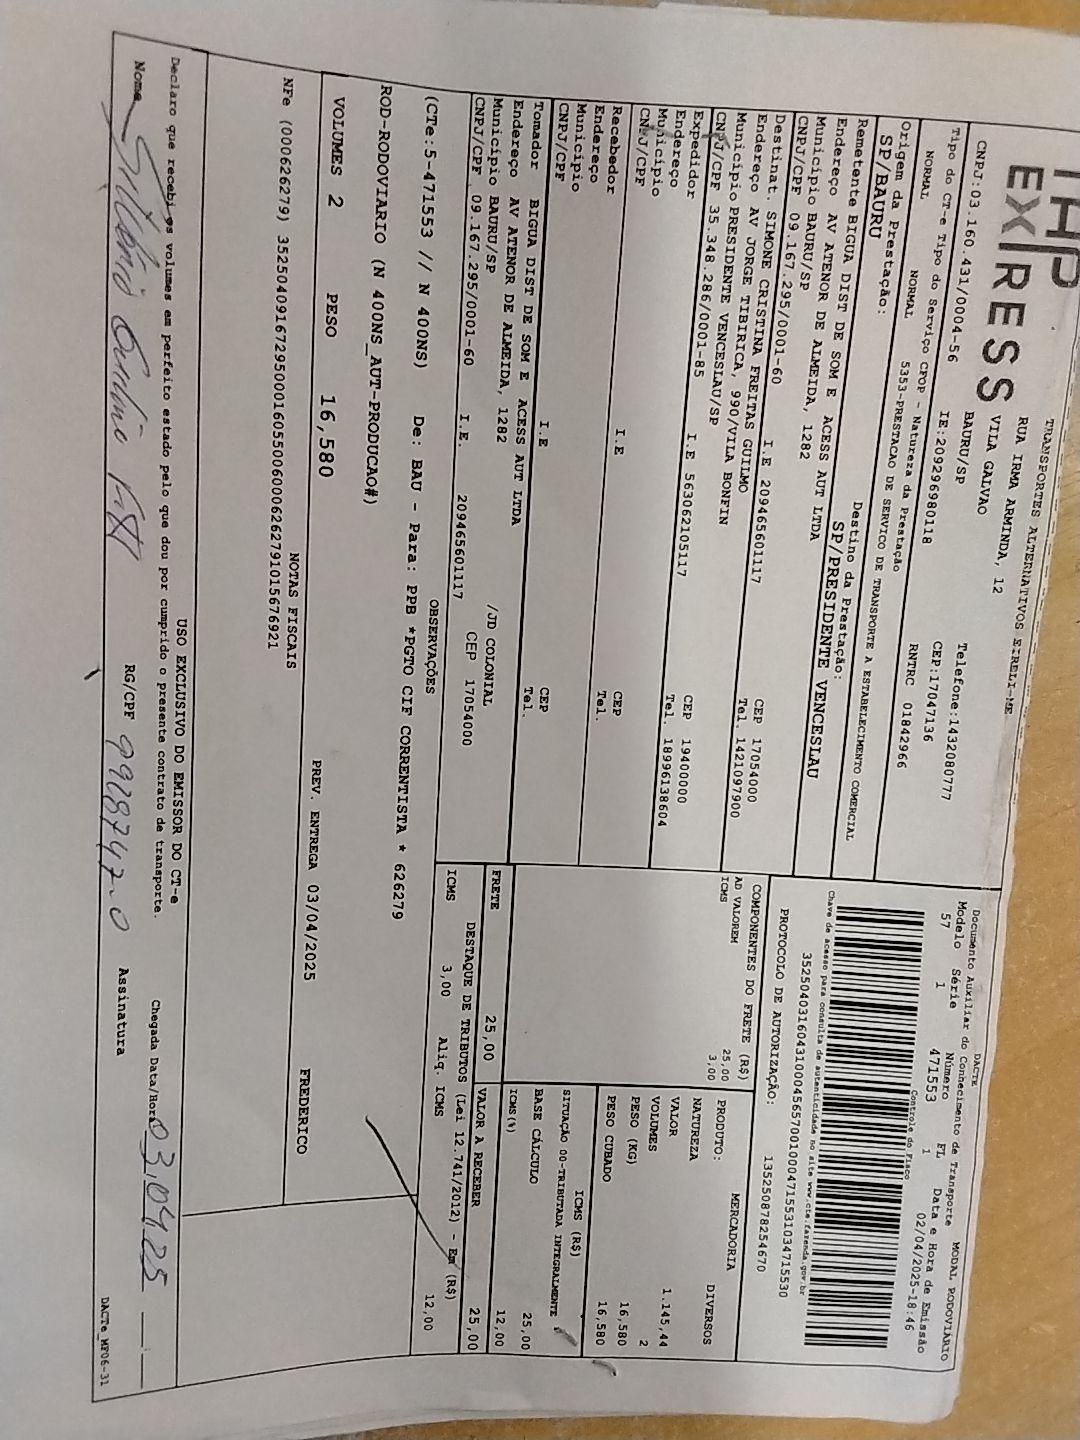 EXPRESS
TRANSPORTES ALTERNATIVOS EIRELI-ME
RUA IRMA ARMINDA, 12
VILA GALVAO
BAURU/SP
Telefone:1432080777
CEP:17047136
CNPJ:03.160.431/0004-56
IE:209296980118
RNTRC 01842966
Tipo do CT-e Tipo do Serviço CFOP - Natureza da Prestação
NORMAL NORMAL 5353-PRESTACAO DE SERVICO DE TRANSPORTE A ESTABELECIMENTO COMERCIAL
Origem da Prestação: Destino da Prestação:
SP/BAURU SP/PRESIDENTE VENCESLAU
Remetente BIGUA DIST DE SOM E ACESS AUT LTDA
Endereço AV ATENOR DE ALMEIDA, 1282
Município BAURU/SP CEP 17054000
CNPJ/CPF 09.167.295/0001-60 I.E 209465601117 Tel. 1421097900
Destinat. SIMONE CRISTINA FREITAS GUILMO
Endereço AV JORGE TIBIRICA, 990/VILA BONFIN
Município PRESIDENTE VENCESLAU/SP CEP 19400000
CNPJ/CPF 35.348.286/0001-85 I.E 563062105117 Tel. 18996138604
Expedidor
Endereço
Município CEP
CNPJ/CPF I.E Tel.
Recebedor
Endereço
Município CEP
CNPJ/CPF I.E Tel.
Tomador BIGUA DIST DE SOM E ACESS AUT LTDA
Endereço AV ATENOR DE ALMEIDA, 1282 /JD COLONIAL
Município BAURU/SP CEP 17054000
CNPJ/CPF 09.167.295/0001-60 I.E. 209465601117
DACTE
Documento Auxiliar do Conhecimento de Transporte
MODAL RODOVIÁRIO
Modelo Série Número FL Data e Hora de Emissão
57 1 471553 1 02/04/2025-18:46
Controle do Fisco
Chave de acesso para consulta de autenticidade no site www.cte.fazenda.gov.br
35250403160431000456570010004715531034715530
PROTOCOLO DE AUTORIZAÇÃO: 135250878254670
COMPONENTES DO FRETE (R$)
AD VALOREM 25,00
ICMS 3,00
PRODUTO: MERCADORIA
NATUREZA DIVERSOS
VALOR 1.145,44
VOLUMES 2
PESO (KG) 16,580
PESO CUBADO 16,580
ICMS (R$)
SITUAÇÃO 00-TRIBUTADA INTEGRALMENTE
BASE CÁLCULO 25,00
ICMS(%) 12,00
FRETE 25,00
VALOR A RECEBER 25,00
DESTAQUE DE TRIBUTOS (Lei 12.741/2012) - Em (R$)
ICMS 3,00 Aliq. ICMS 12,00
OBSERVAÇÕES
(CTe:5-471553 // N 400NS) De: BAU - Para: PPB *PGTO CIF CORRENTISTA * 626279
ROD-RODOVIARIO (N 400NS_AUT-PRODUCAO#)
VOLUMES 2 PESO 16,580 PREV. ENTREGA 03/04/2025 FREDERICO
NOTAS FISCAIS
NFe (000626279) 35250409167295000160550060006262791015676921
USO EXCLUSIVO DO EMISSOR DO CT-e
Declaro que recebi os volumes em perfeito estado pelo que dou por cumprido o presente contrato de transporte.
Chegada Data/Hora 03.04.25
Nome RG/CPF 9928747-0 Assinatura
DACTe_MF06-31